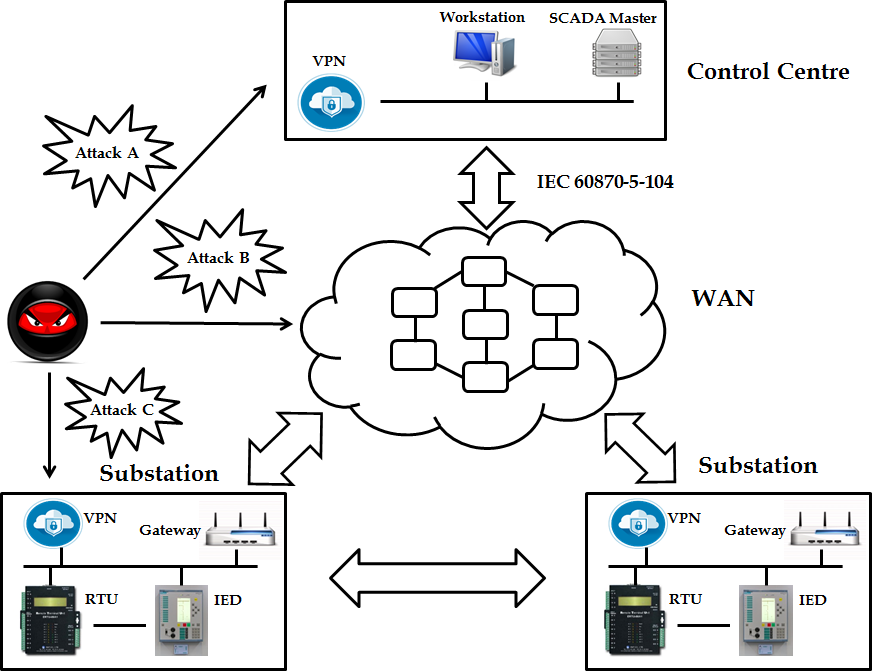 Workstation
SCADA Master
VPN
Control Centre
Attack A
IEC 60870-5-104
Attack B
WAN
Attack C
Substation
Substation
VPN
Gateway
VPN
Gateway
RTU
IED
RTU
IED